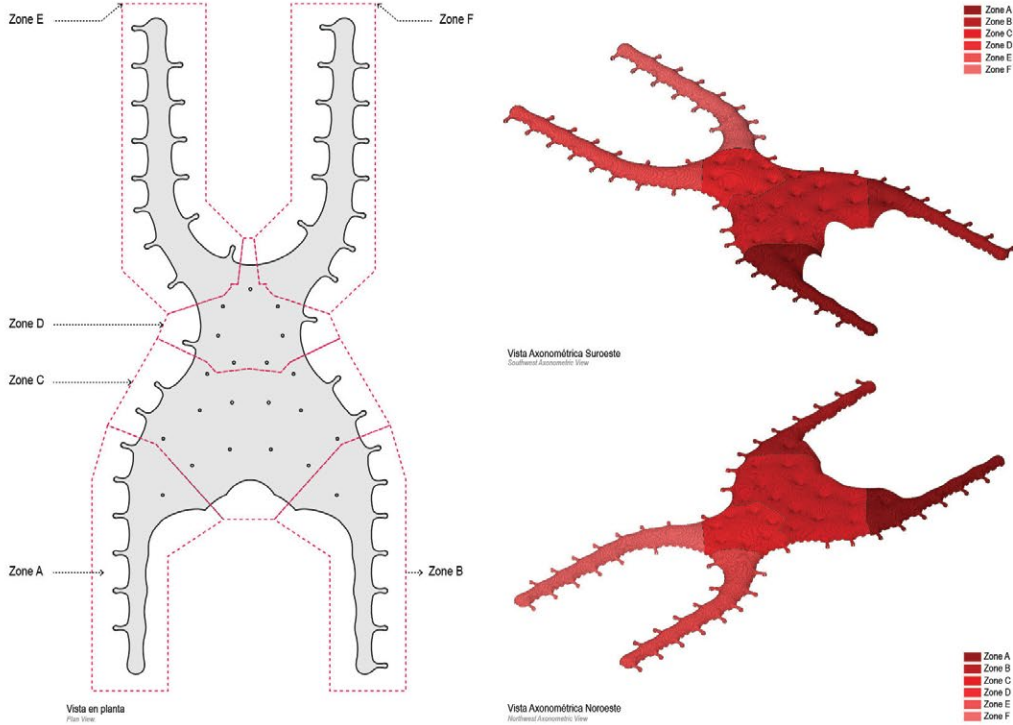 Zone E
Zone F
Zone D
Zone C
Zone A
Zone B
Vista en planta
Plan View
Zone A
Zone B
Zone C
Zone D
Zone E
Zone F
Vista Axonométrica Suroeste
Southwest Axonometric View
Vista Axonométrica Noroeste
Northwest Axonometric View
Zone A
Zone B
Zone C
Zone D
Zone E
Zone F